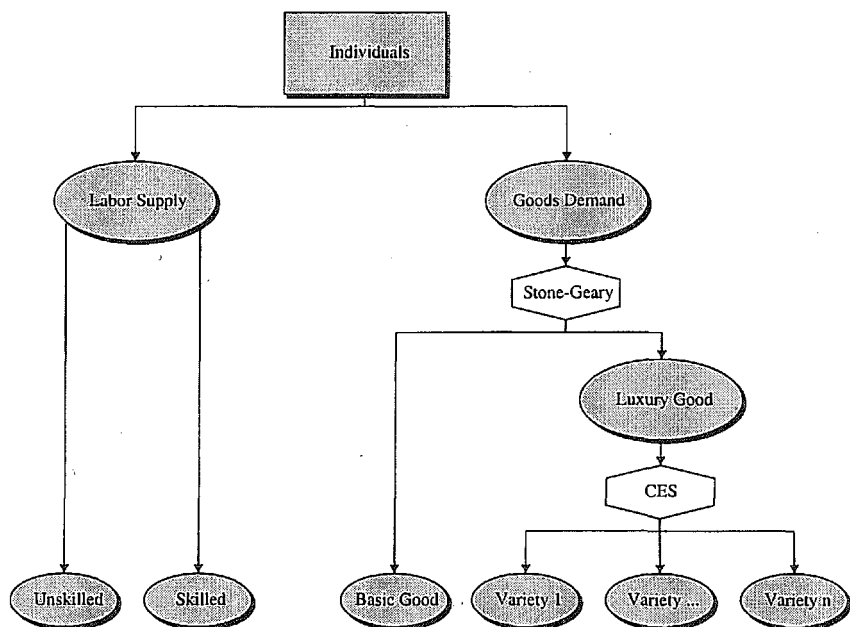 Individuals
Labor Supply
Goods Demand
Stone-Geary
Luxury Good
CES
Unskilled
Skilled
Basic Good
Variety 1
Variety ...
Variety n